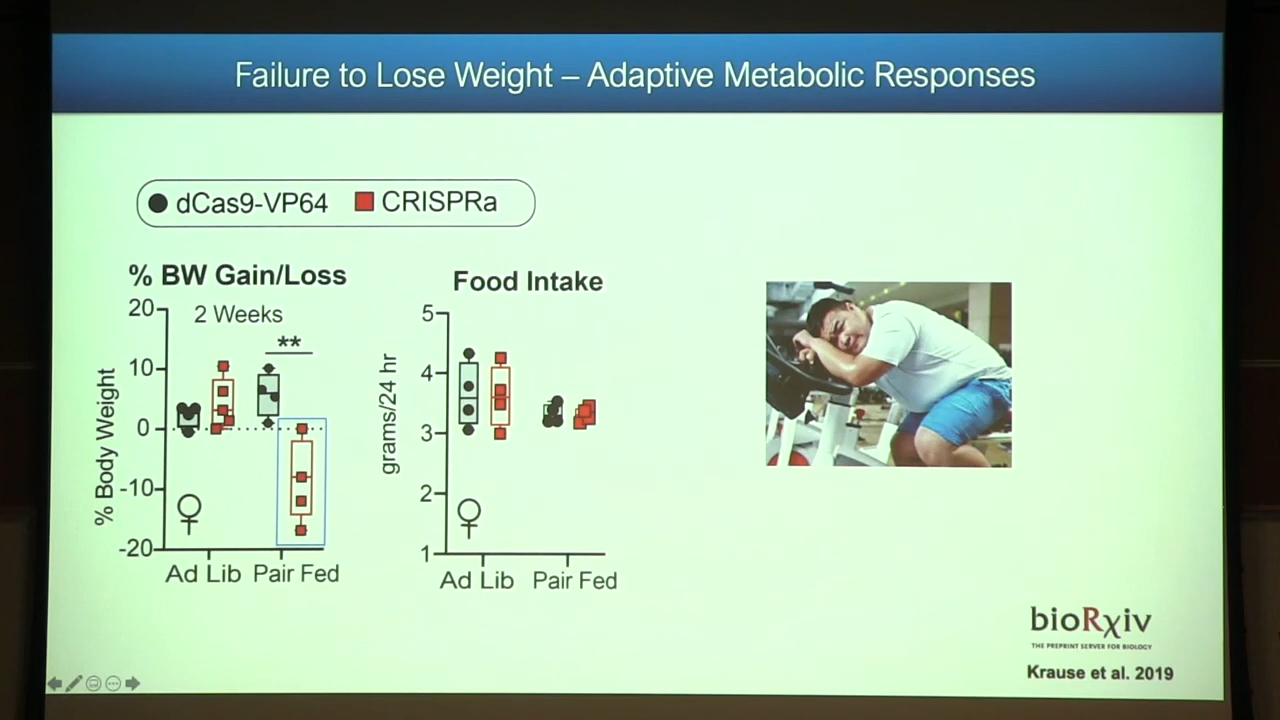 Failure to Lose Weight – Adaptive Metabolic Responses
dCas9-VP64 CRISPRa
% BW Gain/Loss
2 Weeks
**
% Body Weight
20
10
0
-10
-20
♀
Ad Lib Pair Fed
Food Intake
grams/24 hr
5
4
3
2
1
♀
Ad Lib Pair Fed
bioRχiv
THE PREPRINT SERVER FOR BIOLOGY
Krause et al. 2019